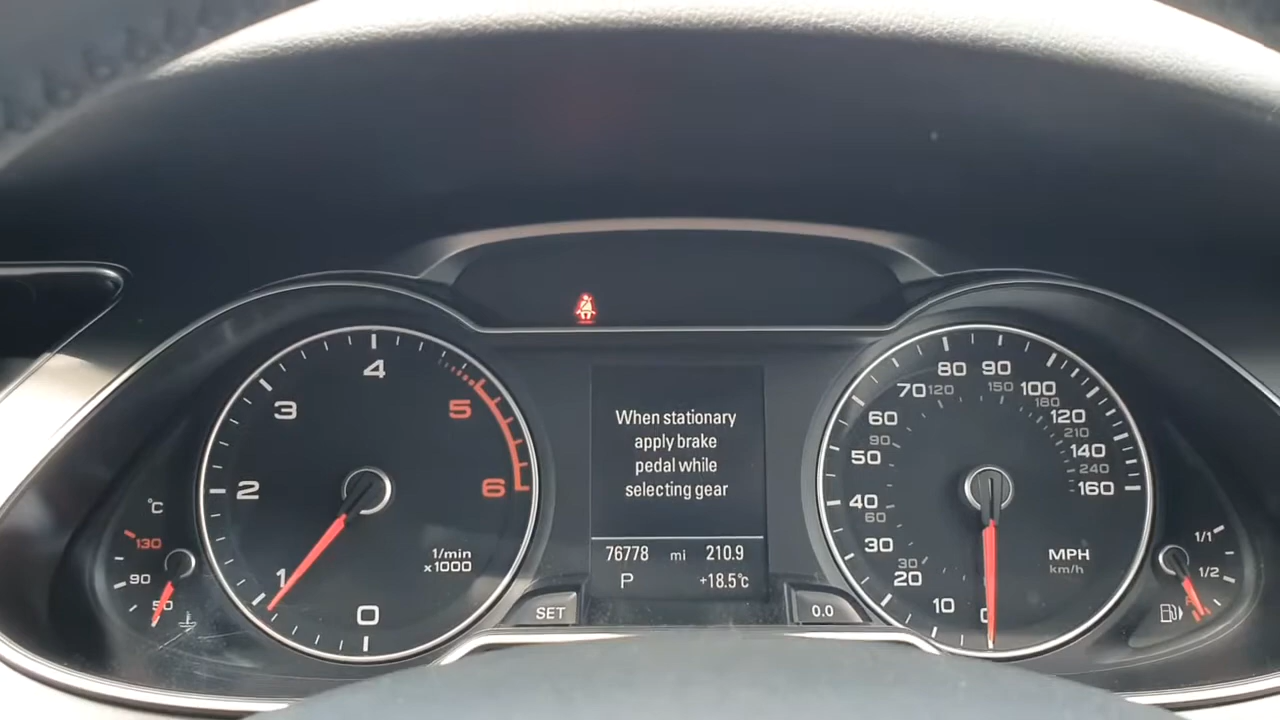 When stationary
apply brake
pedal while
selecting gear
76778 mi 210.9
P +18.5°C
SET
0.0
0
1
2
3
4
5
6
1/min
x1000
°C
130
90
50
0
10
20
30
40
50
60
70
80
90
100
120
140
160
30
60
90
120
150
180
210
240
MPH
km/h
1/1
1/2